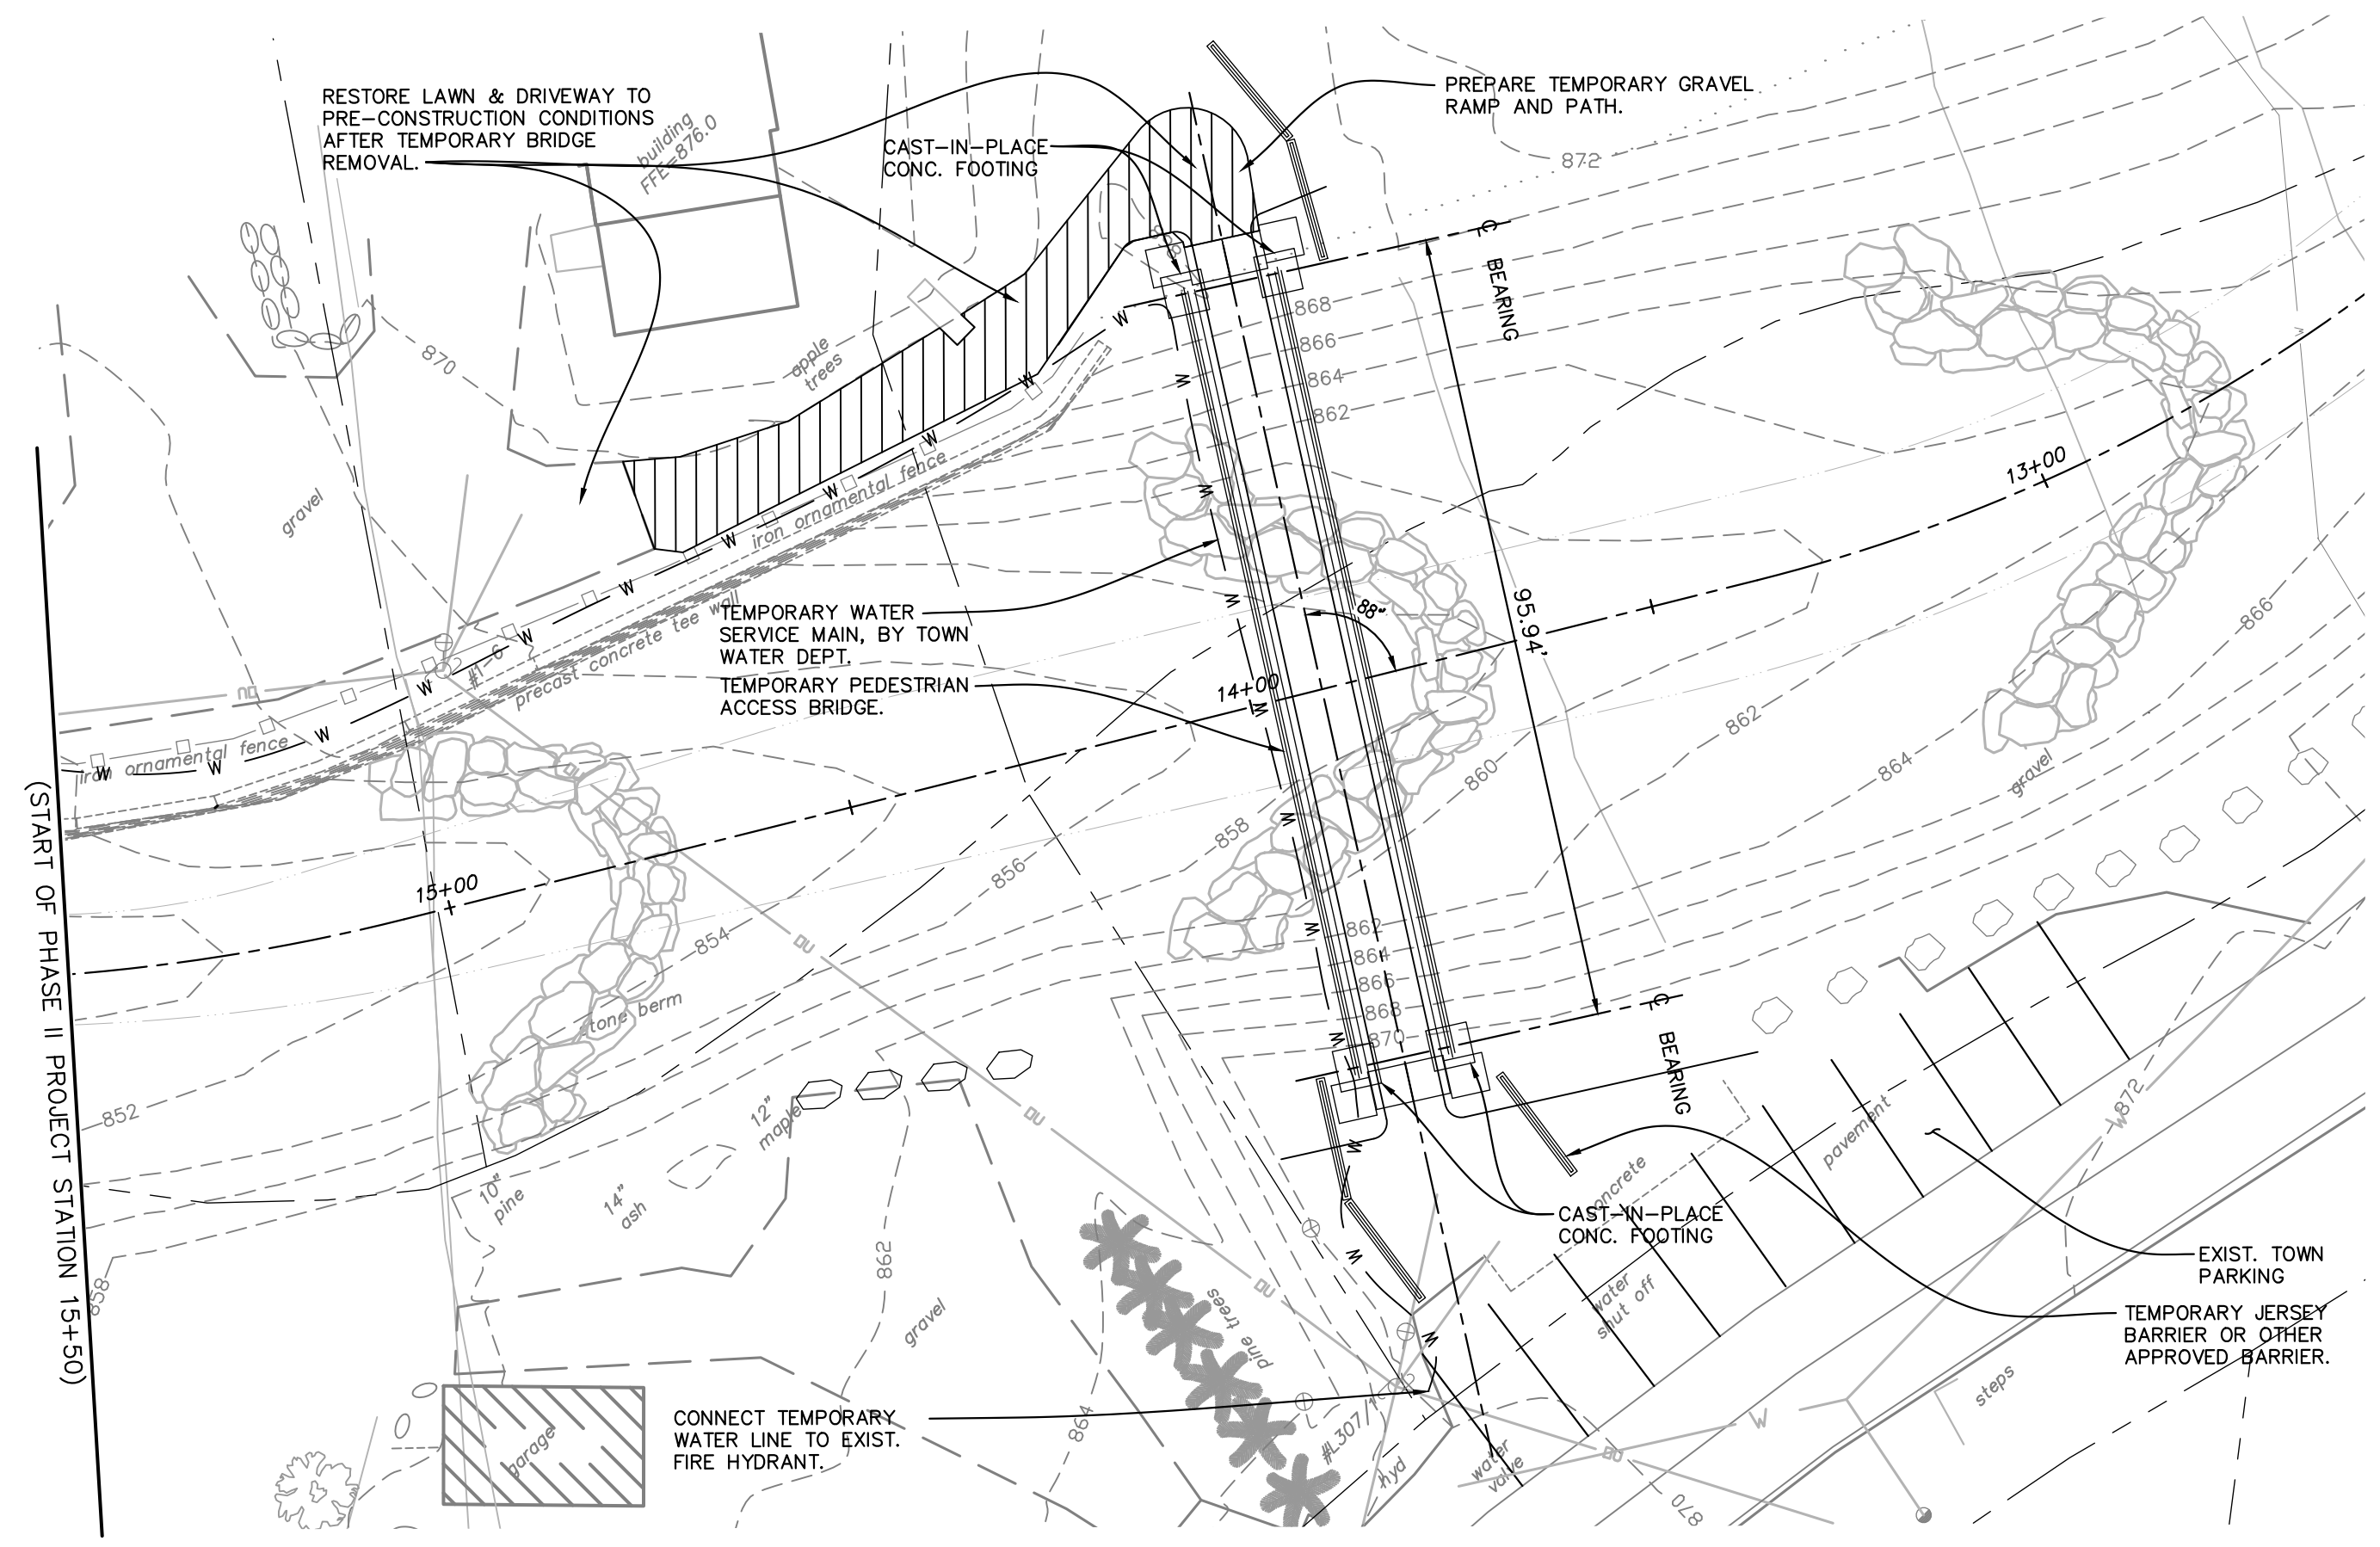 RESTORE LAWN & DRIVEWAY TO
PRE-CONSTRUCTION CONDITIONS
AFTER TEMPORARY BRIDGE
REMOVAL.
building
FFE=876.0
CAST-IN-PLACE
CONC. FOOTING
PREPARE TEMPORARY GRAVEL
RAMP AND PATH.
872
868
℄ BEARING
868
866
864
862
870
apple
trees
gravel
W
W
W
W
W
W
W
W
W
W
iron ornamental fence
iron ornamental fence
precast concrete tee wall
#1-6
OU
TEMPORARY WATER
SERVICE MAIN, BY TOWN
WATER DEPT.
TEMPORARY PEDESTRIAN
ACCESS BRIDGE.
W
W
W
W
W
W
W
88°
95.94'
13+00
14+00
15+00
866
862
864
860
858
856
854
852
gravel
862
864
866
868
870
℄ BEARING
OU
OU
OU
OU
OU
stone berm
(START OF PHASE II PROJECT STATION 15+50)
858
12"
maple
10"
pine
14"
ash
862
gravel
864
pine trees
garage
CONNECT TEMPORARY
WATER LINE TO EXIST.
FIRE HYDRANT.
W
W
W
hyd
water
valve
water
shut off
concrete
pavement
W
W
872
870
steps
CAST-IN-PLACE
CONC. FOOTING
EXIST. TOWN
PARKING
TEMPORARY JERSEY
BARRIER OR OTHER
APPROVED BARRIER.